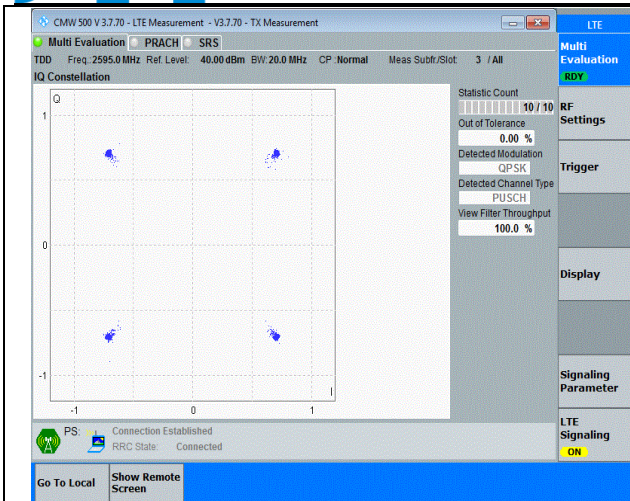 CMW 500 V 3.7.70 - LTE Measurement - V3.7.70 - TX Measurement
LTE
Multi Evaluation PRACH SRS
Multi
Evaluation
RDY
TDD Freq.:2595.0 MHz Ref. Level: 40.00 dBm BW:20.0 MHz CP :Normal Meas Subfr./Slot: 3 / All
IQ Constellation
Q
1
0
-1
I
-1 0 1
Statistic Count
10 / 10
Out of Tolerance
0.00 %
Detected Modulation
QPSK
Detected Channel Type
PUSCH
View Filter Throughput
100.0 %
RF
Settings
Trigger
Display
Signaling
Parameter
LTE
Signaling
ON
PS: Connection Established
RRC State: Connected
Go To Local
Show Remote
Screen